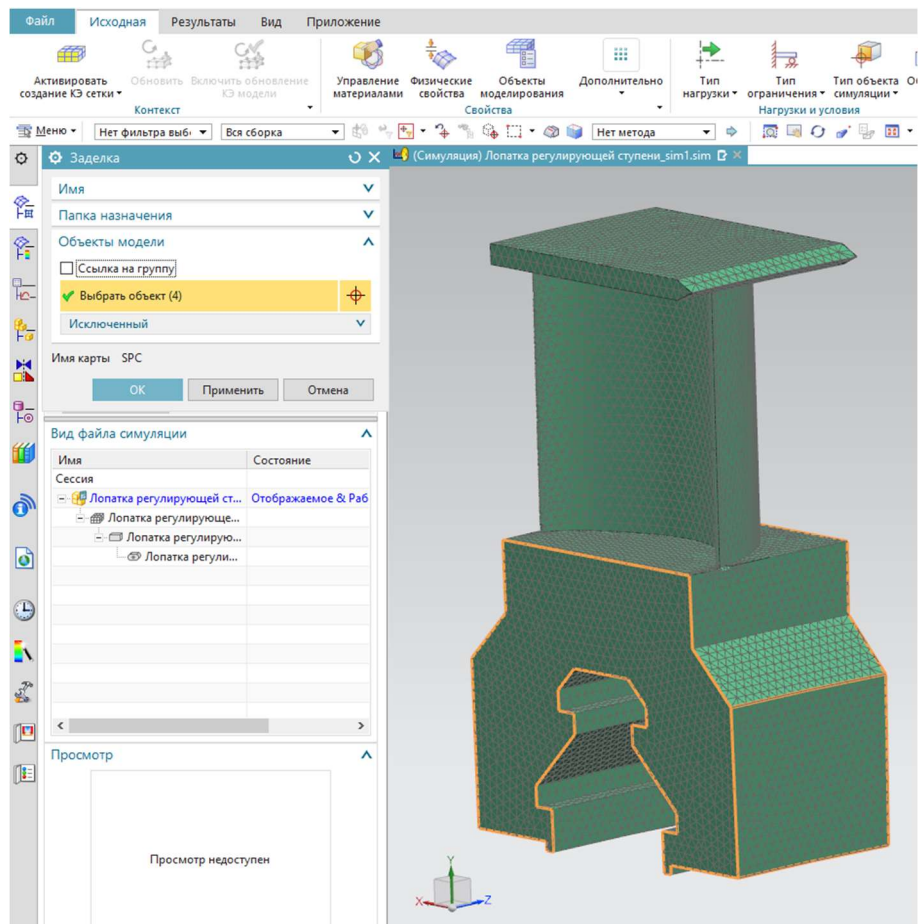 Файл Исходная Результаты Вид Приложение
Активировать создание КЭ сетки
Обновить
Включить обновление КЭ модели
Управление материалами
Физические свойства
Объекты моделирования
Дополнительно
Тип нагрузки
Тип ограничения
Тип объекта симуляции
Контекст Свойства Нагрузки и условия
Меню Нет фильтра выб Вся сборка Нет метода
Заделка
(Симуляция) Лопатка регулирующей ступени_sim1.sim
Имя
Папка назначения
Объекты модели
Ссылка на группу
Выбрать объект (4)
Исключенный
Имя карты SPC
ОК Применить Отмена
Вид файла симуляции
Имя Состояние
Сессия
Лопатка регулирующей ст... Отображаемое & Раб
Лопатка регулирующе...
Лопатка регулирую...
Лопатка регули...
Просмотр
Просмотр недоступен
Y
X Z